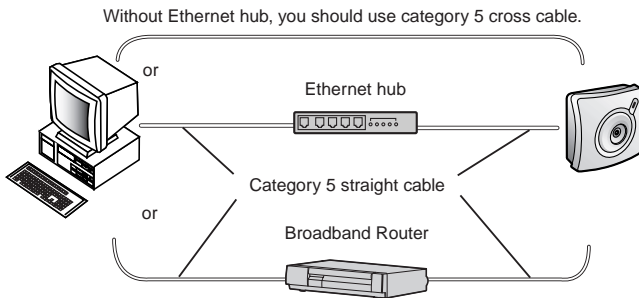 Without Ethernet hub, you should use category 5 cross cable.
or
Ethernet hub
Category 5 straight cable
or
Broadband Router